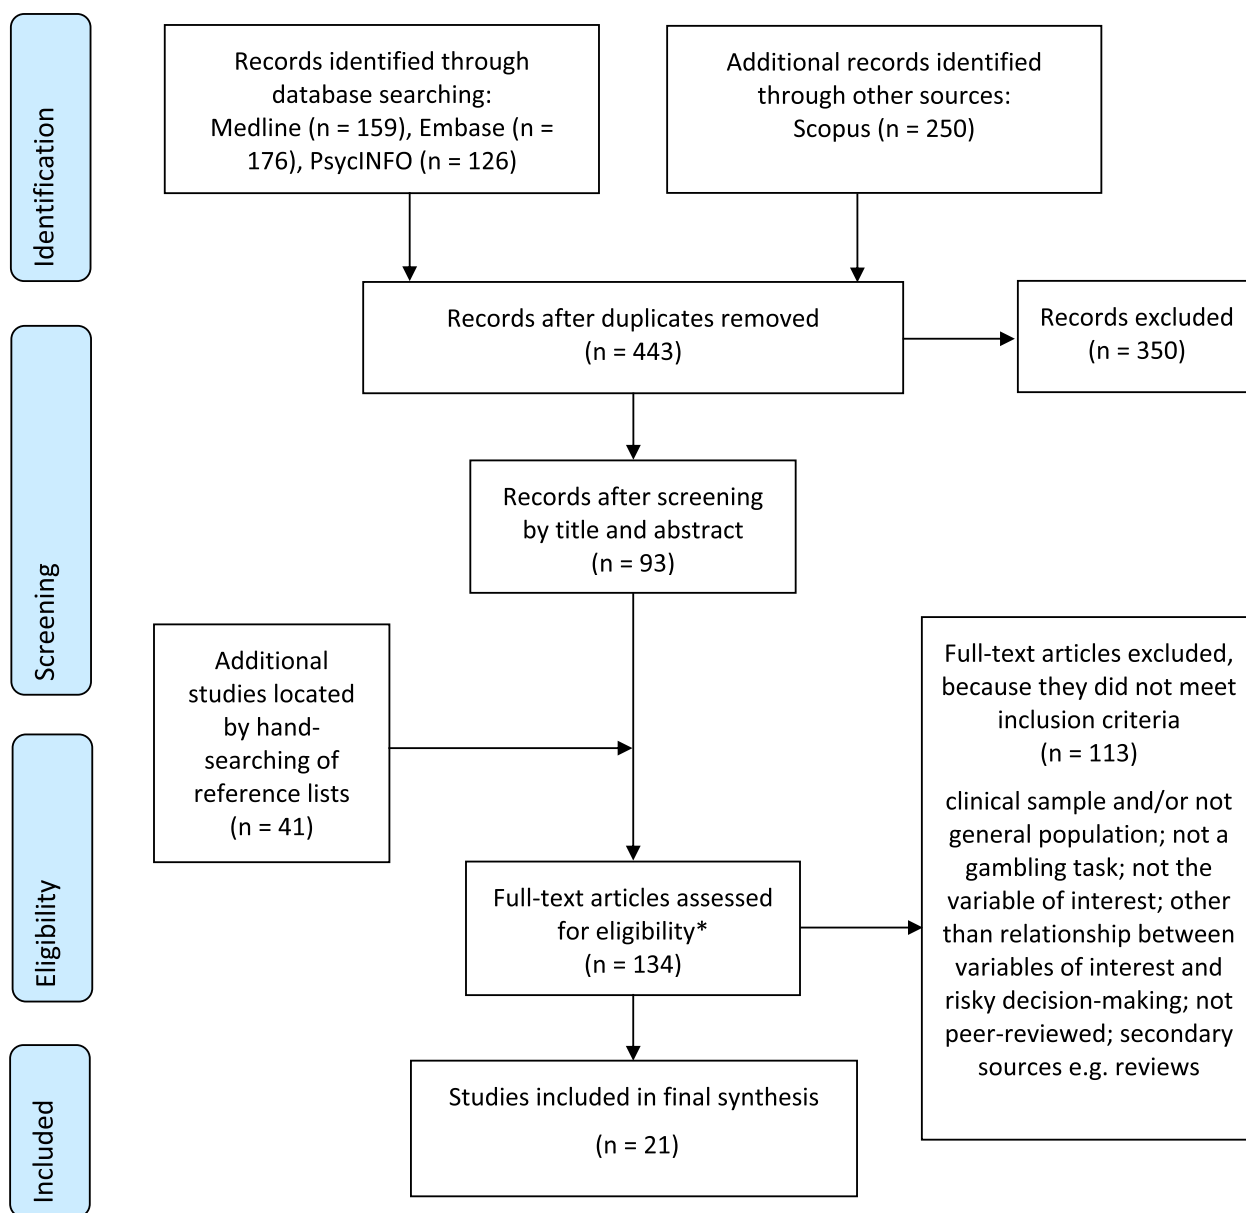 Identification
Records identified through
database searching:
Medline (n = 159), Embase (n =
176), PsycINFO (n = 126)
Additional records identified
through other sources:
Scopus (n = 250)
Records after duplicates removed
(n = 443)
Records excluded
(n = 350)
Screening
Records after screening
by title and abstract
(n = 93)
Additional
studies located
by hand-
searching of
reference lists
(n = 41)
Eligibility
Full-text articles assessed
for eligibility*
(n = 134)
Full-text articles excluded,
because they did not meet
inclusion criteria
(n = 113)
clinical sample and/or not
general population; not a
gambling task; not the
variable of interest; other
than relationship between
variables of interest and
risky decision-making; not
peer-reviewed; secondary
sources e.g. reviews
Included
Studies included in final synthesis
(n = 21)